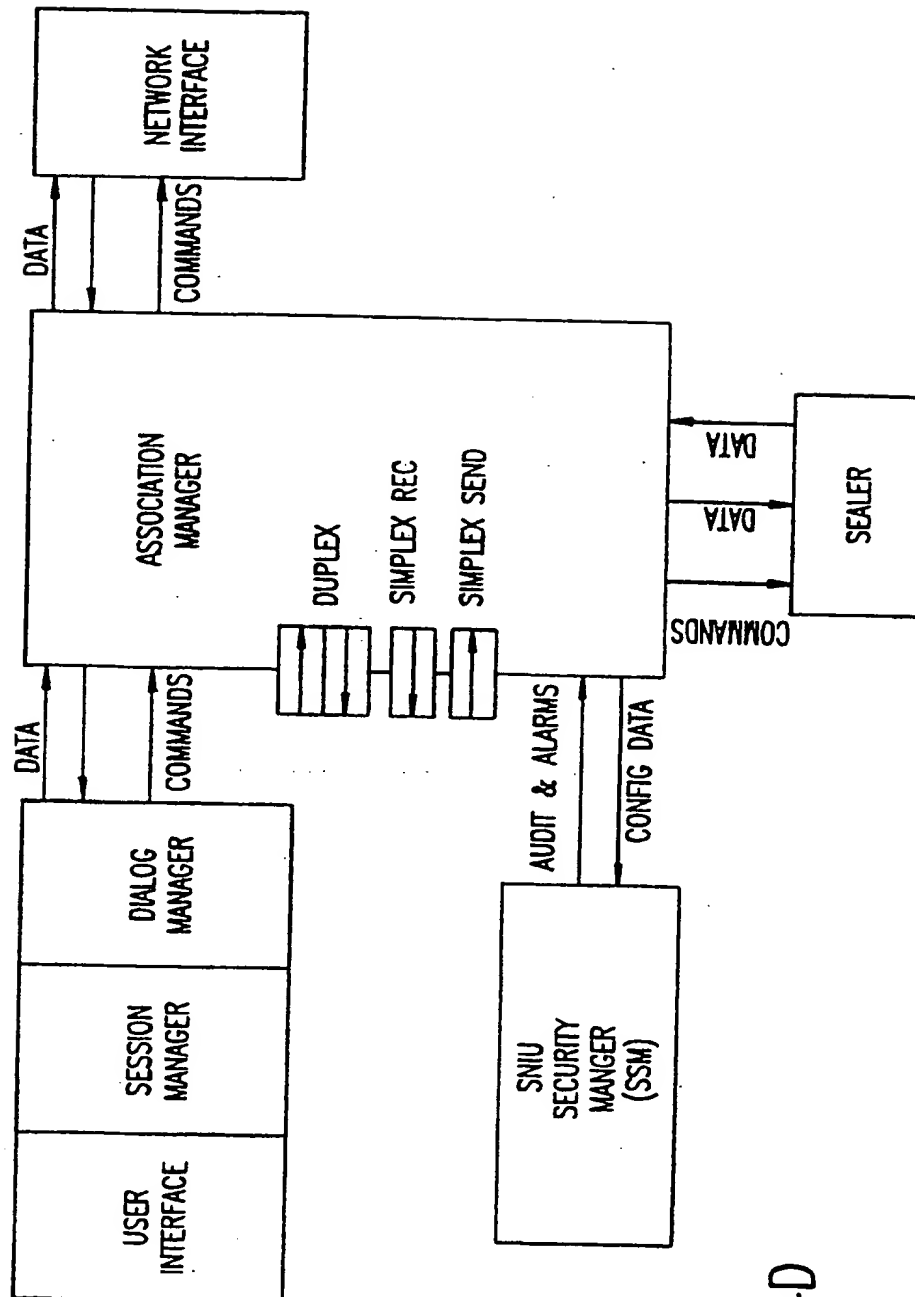 USER
INTERFACE
SESSION
MANAGER
DIALOG
MANAGER
DATA
COMMANDS
ASSOCIATION
MANAGER
DUPLEX
SIMPLEX REC
SIMPLEX SEND
DATA
COMMANDS
NETWORK
INTERFACE
SNIU
SECURITY
MANGER
(SSM)
AUDIT & ALARMS
CONFIG DATA
COMMANDS
DATA
DATA
SEALER
.D